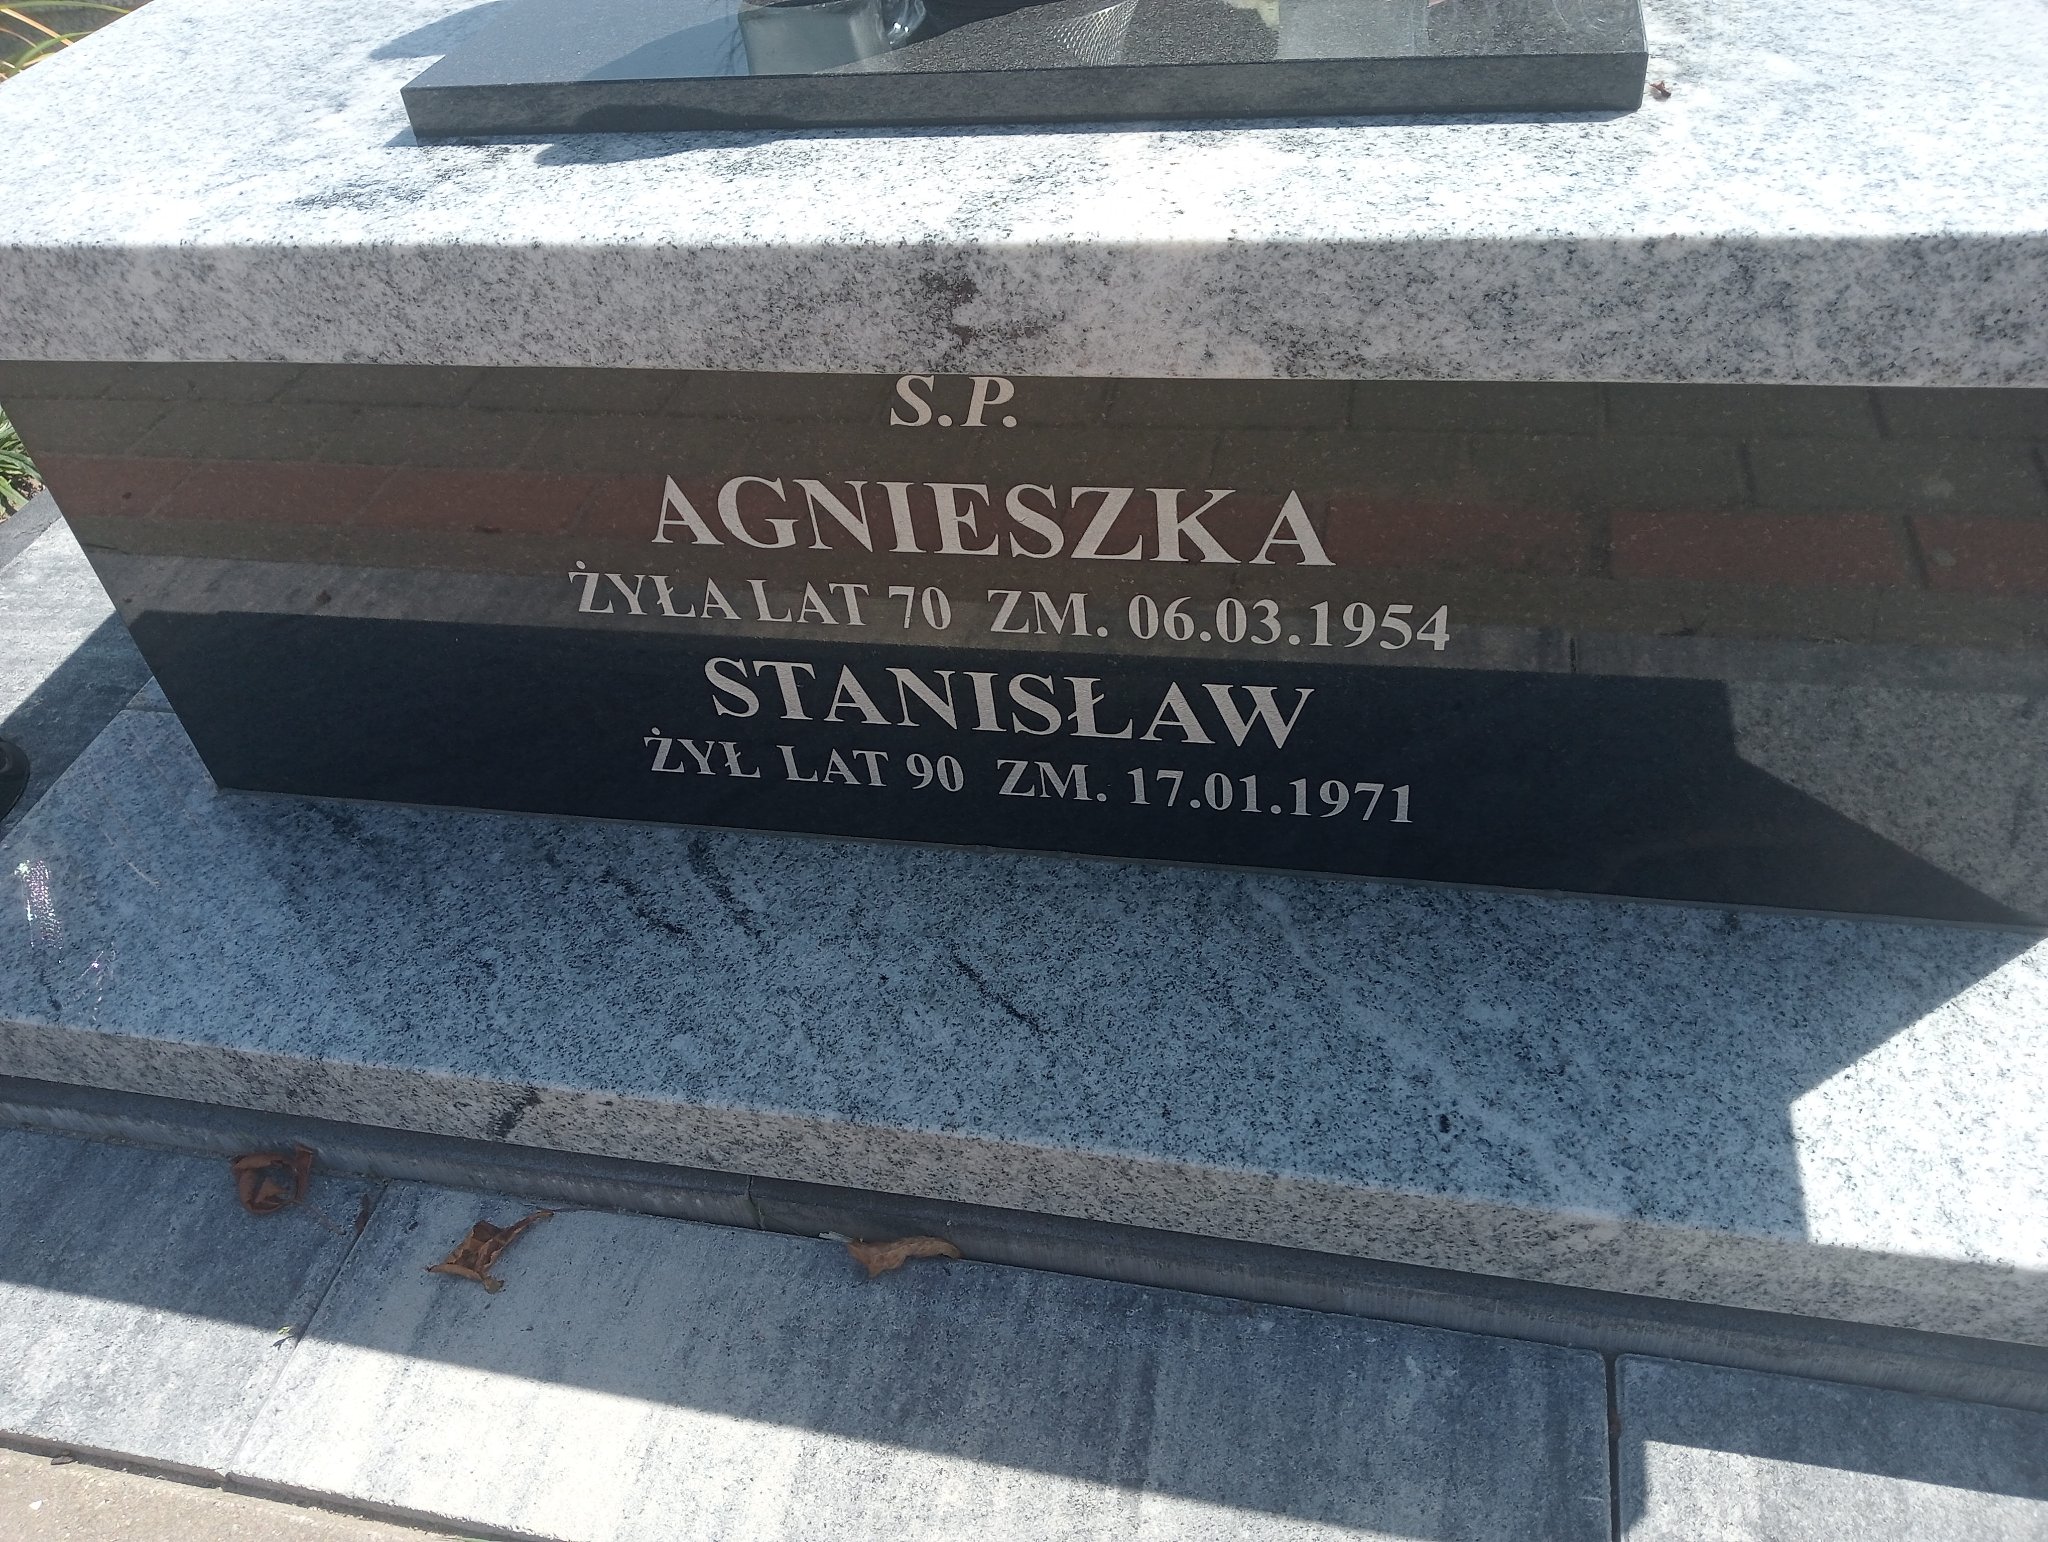 S.P.
AGNIESZKA
ŻYŁA LAT 70 ZM. 06.03.1954
STANISŁAW
ŻYŁ LAT 90 ZM. 17.01.1971